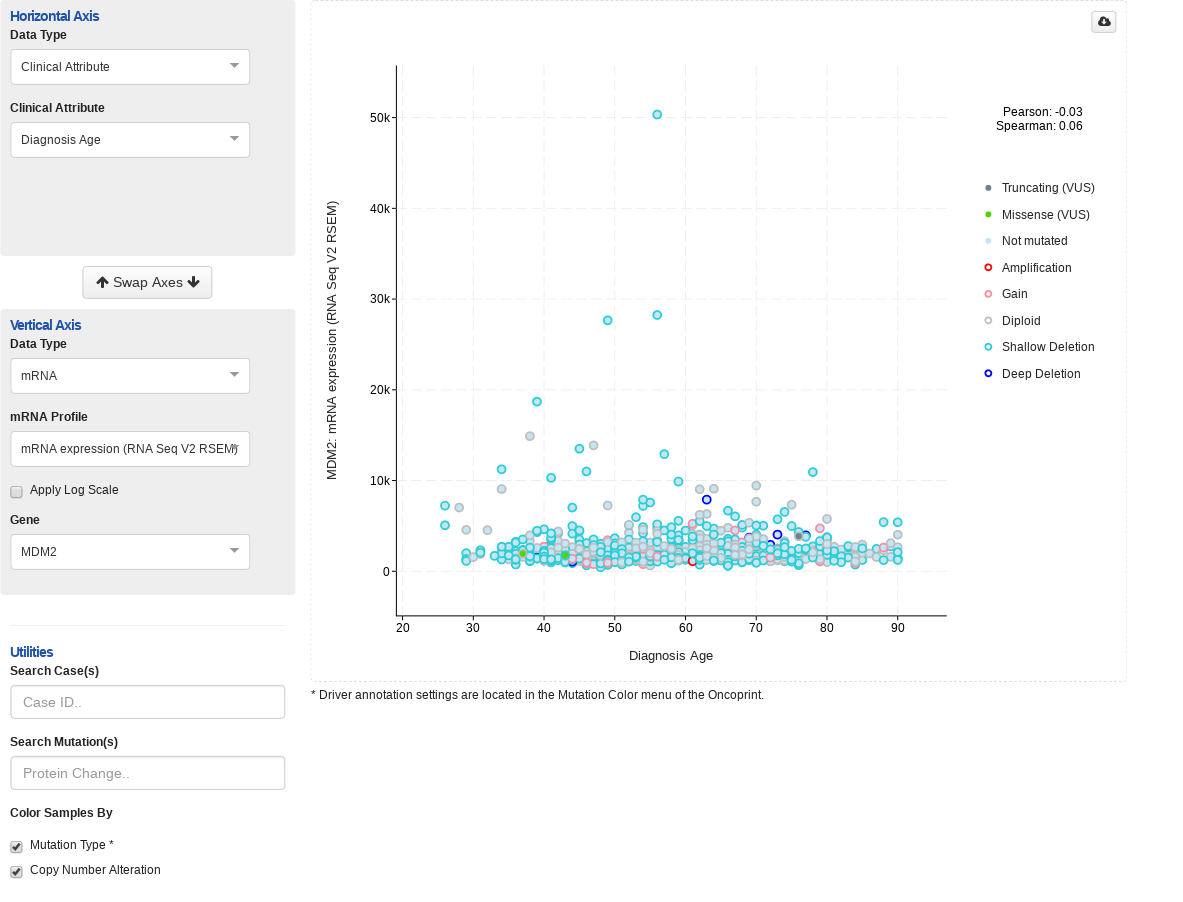 Horizontal Axis
Data Type
Clinical Attribute
Clinical Attribute
Diagnosis Age
Swap Axes
Vertical Axis
Data Type
mRNA
mRNA Profile
mRNA expression (RNA Seq V2 RSEM)
Apply Log Scale
Gene
MDM2
Utilities
Search Case(s)
Case ID..
Search Mutation(s)
Protein Change..
Color Samples By
Mutation Type *
Copy Number Alteration
MDM2: mRNA expression (RNA Seq V2 RSEM)
50k
40k
30k
20k
10k
0
20 30 40 50 60 70 80 90
Diagnosis Age
Pearson: -0.03
Spearman: 0.06
Truncating (VUS)
Missense (VUS)
Not mutated
Amplification
Gain
Diploid
Shallow Deletion
Deep Deletion
* Driver annotation settings are located in the Mutation Color menu of the Oncoprint.